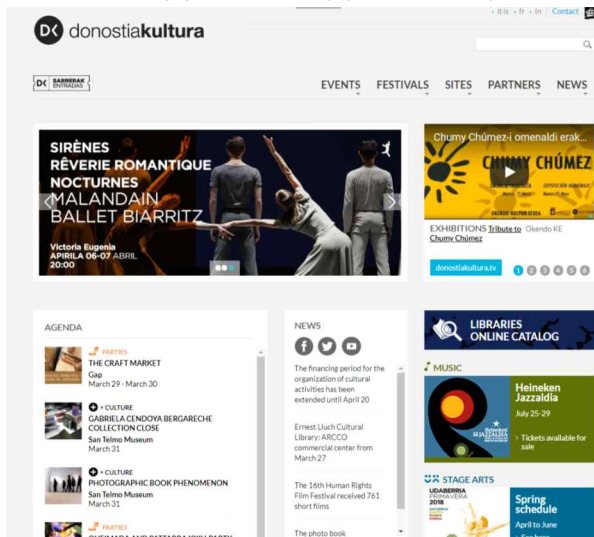 • it is • fr • in | Contact
DK donostiakultura
DK SARRERAK
ENTRADAS
EVENTS FESTIVALS SITES PARTNERS NEWS
SIRÈNES
RÊVERIE ROMANTIQUE
NOCTURNES
MALANDAIN
BALLET BIARRITZ
Victoria Eugenia
APIRILA 06-07 ABRIL
20:00
Chumy Chúmez-i omenaldi erak...
CHUMY CHÚMEZ
OKENDO KULTUR ETXEA
EXHIBITIONS Tribute to Okendo KE
Chumy Chúmez
donostiakultura.tv 1 2 3 4 5 6
AGENDA
PARTIES
THE CRAFT MARKET
Gap
March 29 - March 30
+ CULTURE
GABRIELA CENDOYA BERGARECHE
COLLECTION CLOSE
San Telmo Museum
March 31
+ CULTURE
PHOTOGRAPHIC BOOK PHENOMENON
San Telmo Museum
March 31
PARTIES
NEWS
The financing period for the
organization of cultural
activities has been
extended until April 20
Ernest Lluch Cultural
Library: ARCCO
commercial center from
March 27
The 16th Human Rights
Film Festival received 761
short films
The photo book
LIBRARIES
ONLINE CATALOG
MUSIC
Heineken
Jazzaldia
July 25-29
› Tickets available for
sale
STAGE ARTS
UDABERRIA
PRIMAVERA
2018
Spring
schedule
April to June